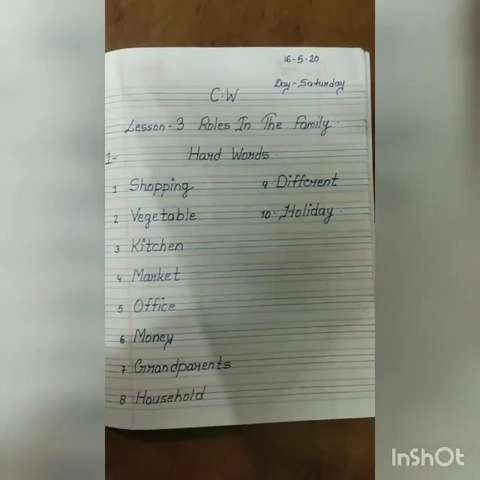 16-5-20
Day - Saturday
C.W
Lesson - 3 Roles In The Family.
1- Hard Words.
1 Shopping
2 Vegetable
3 Kitchen
4 Market
5 Office
6 Money
7 Grandparents
8 Household
9 Different
10. Holiday.
InShOt